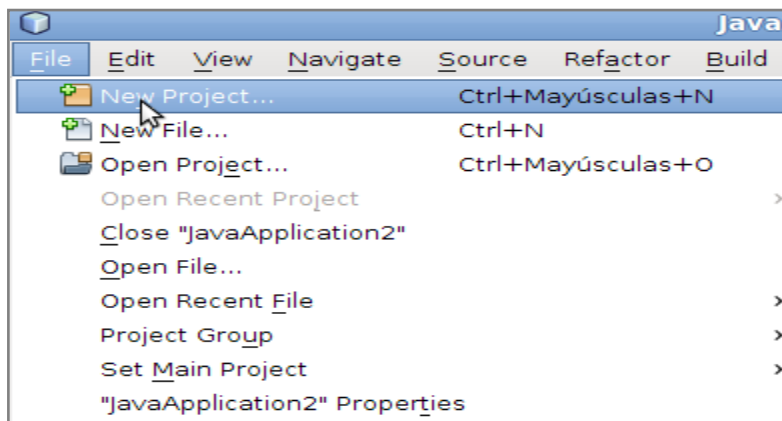 Java
File Edit View Navigate Source Refactor Build
New Project... Ctrl+Mayúsculas+N
New File... Ctrl+N
Open Project... Ctrl+Mayúsculas+O
Open Recent Project
Close "JavaApplication2"
Open File...
Open Recent File
Project Group
Set Main Project
"JavaApplication2" Properties